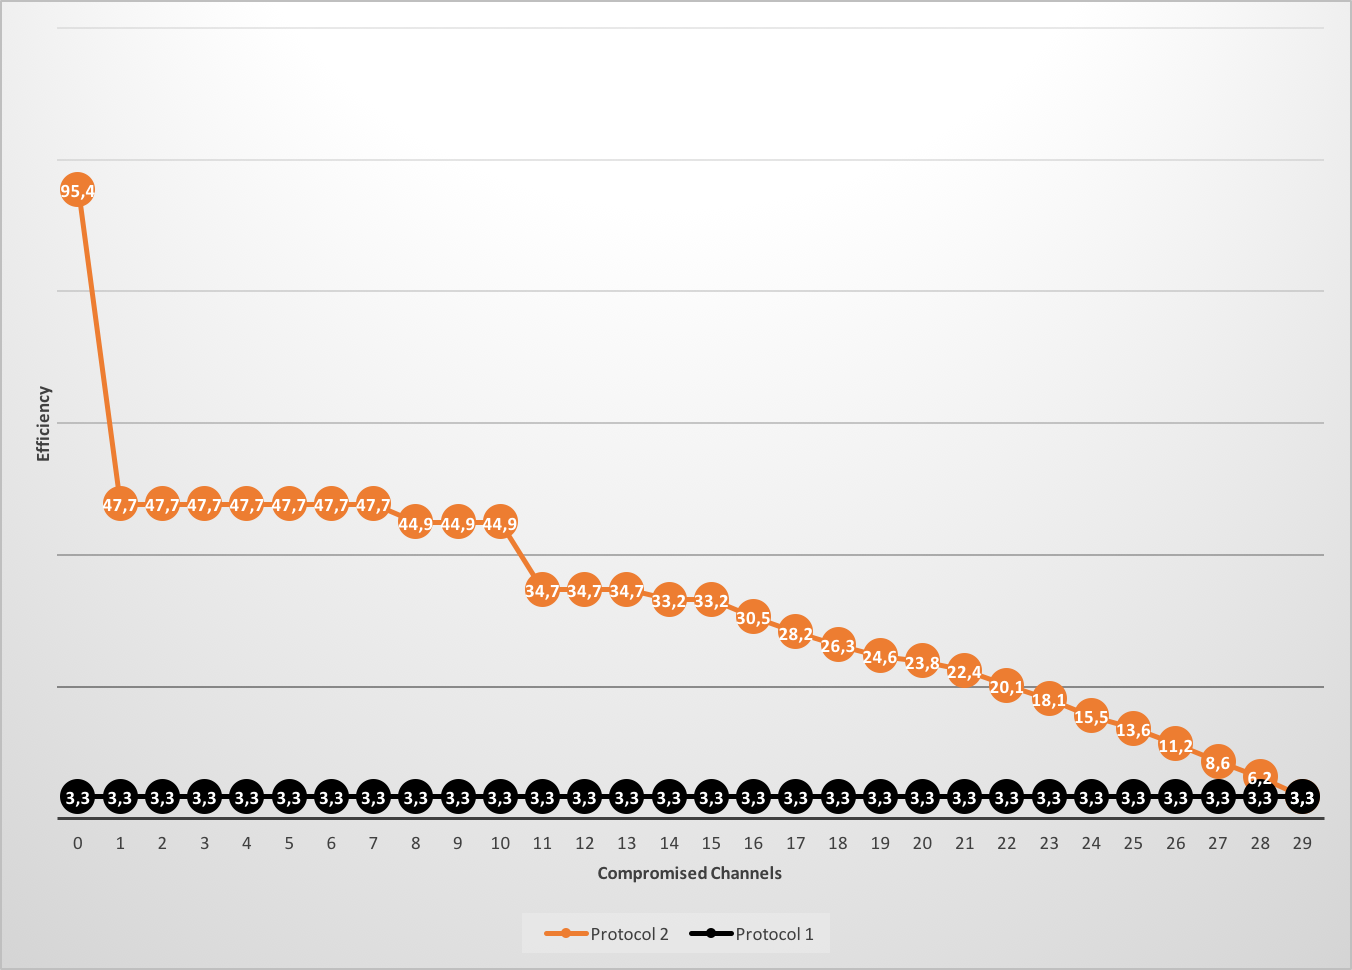 95,4
47,7 47,7 47,7 47,7 47,7 47,7 47,7
44,9 44,9 44,9
34,7 34,7 34,7
33,2 33,2
30,5
28,2
26,3
24,6
23,8
22,4
20,1
18,1
15,5
13,6
11,2
8,6
6,2
3,3 3,3 3,3 3,3 3,3 3,3 3,3 3,3 3,3 3,3 3,3 3,3 3,3 3,3 3,3 3,3 3,3 3,3 3,3 3,3 3,3 3,3 3,3 3,3 3,3 3,3 3,3 3,3 3,3 3,3
Efficiency
0 1 2 3 4 5 6 7 8 9 10 11 12 13 14 15 16 17 18 19 20 21 22 23 24 25 26 27 28 29
Compromised Channels
Protocol 2 Protocol 1